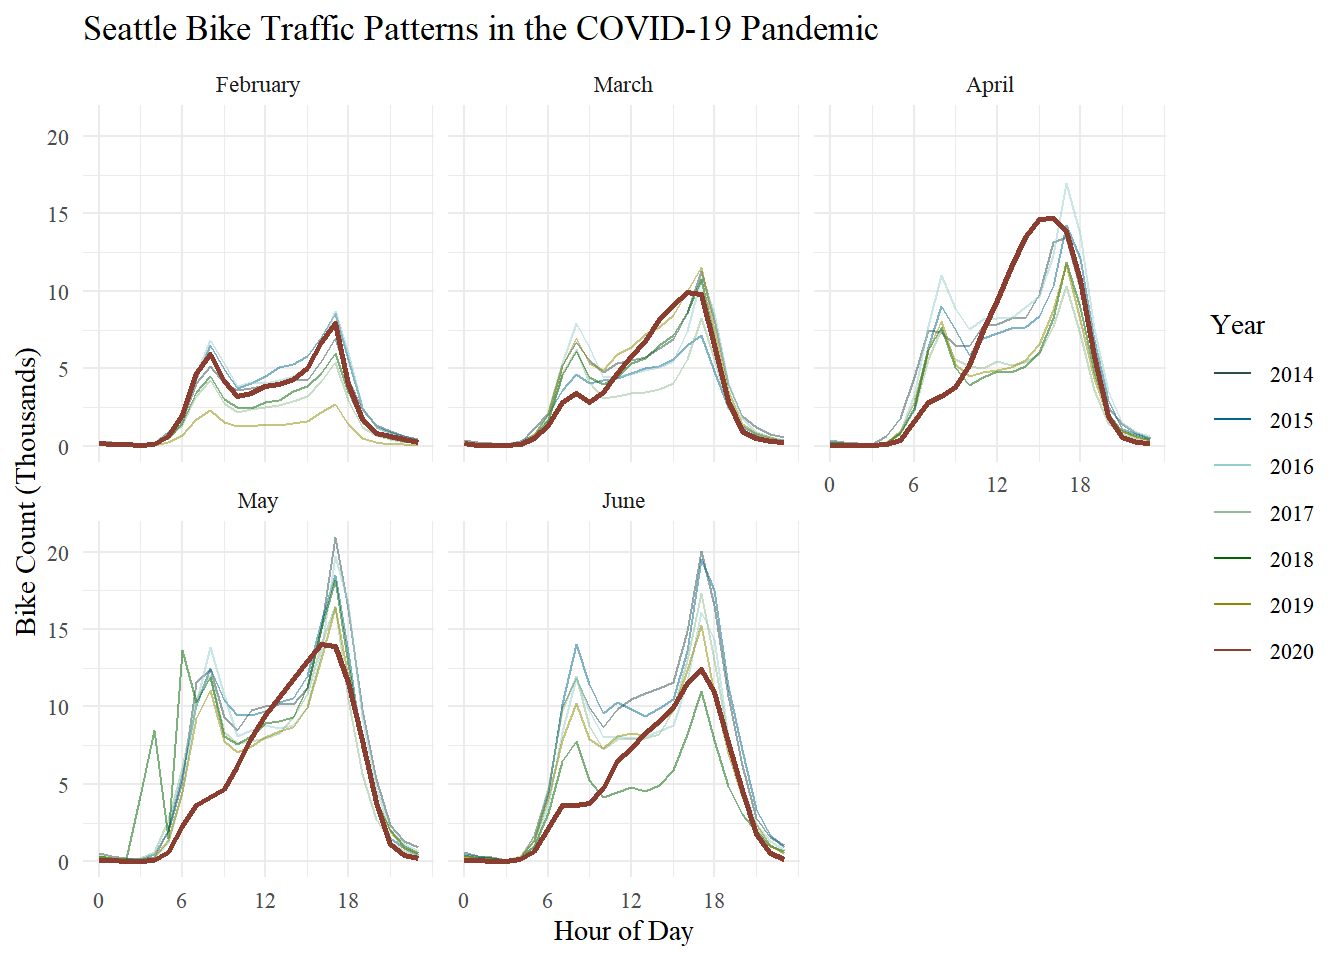 Seattle Bike Traffic Patterns in the COVID-19 Pandemic
February
March
April
20
15
10
5
0
0 6 12 18
May
June
20
15
10
5
0
0 6 12 18
0 6 12 18
Hour of Day
Bike Count (Thousands)
Year
2014
2015
2016
2017
2018
2019
2020